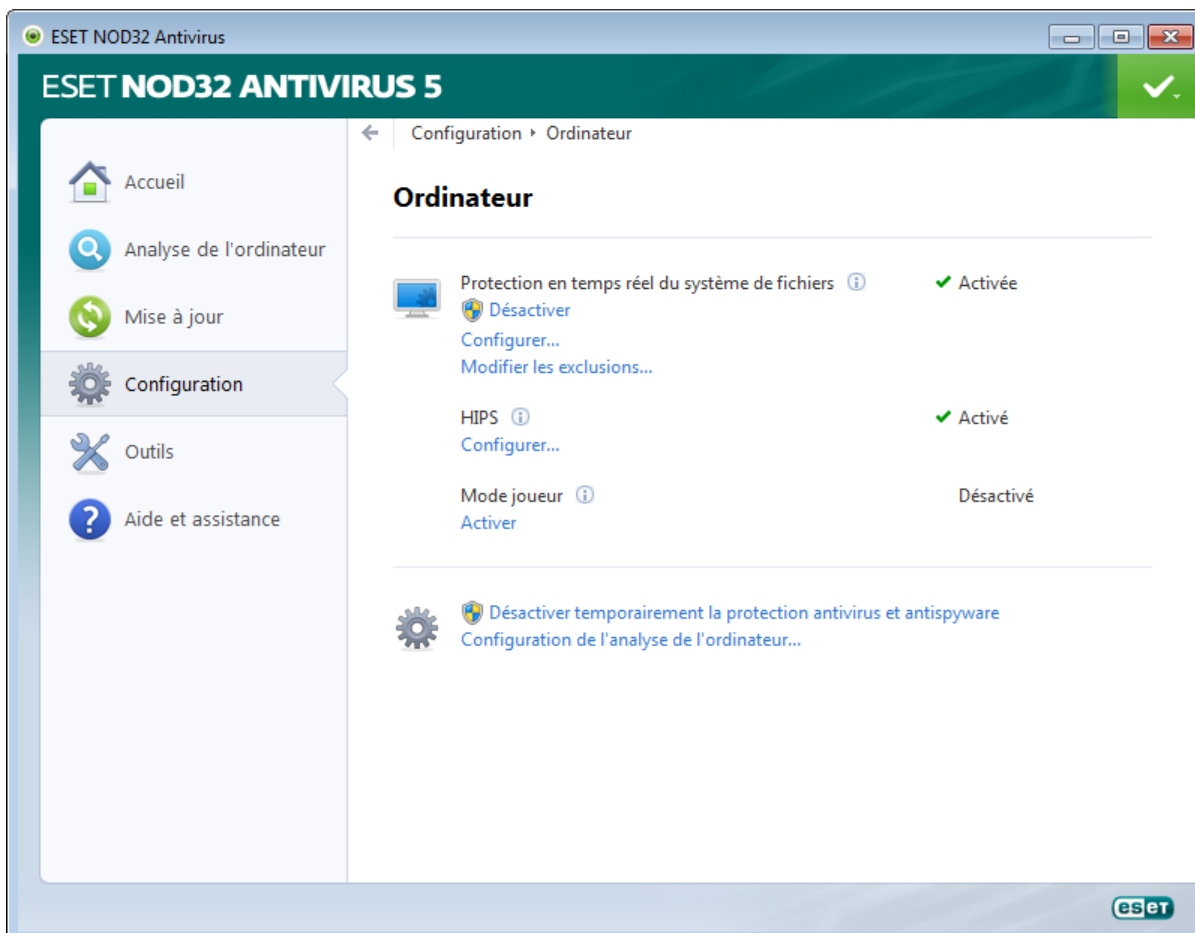 ESET NOD32 Antivirus
ESET NOD32 ANTIVIRUS 5
Configuration ‣ Ordinateur
Accueil
Analyse de l'ordinateur
Mise à jour
Configuration
Outils
Aide et assistance
Ordinateur
Protection en temps réel du système de fichiers
Activée
Désactiver
Configurer...
Modifier les exclusions...
HIPS
Activé
Configurer...
Mode joueur
Désactivé
Activer
Désactiver temporairement la protection antivirus et antispyware
Configuration de l'analyse de l'ordinateur...
eseT